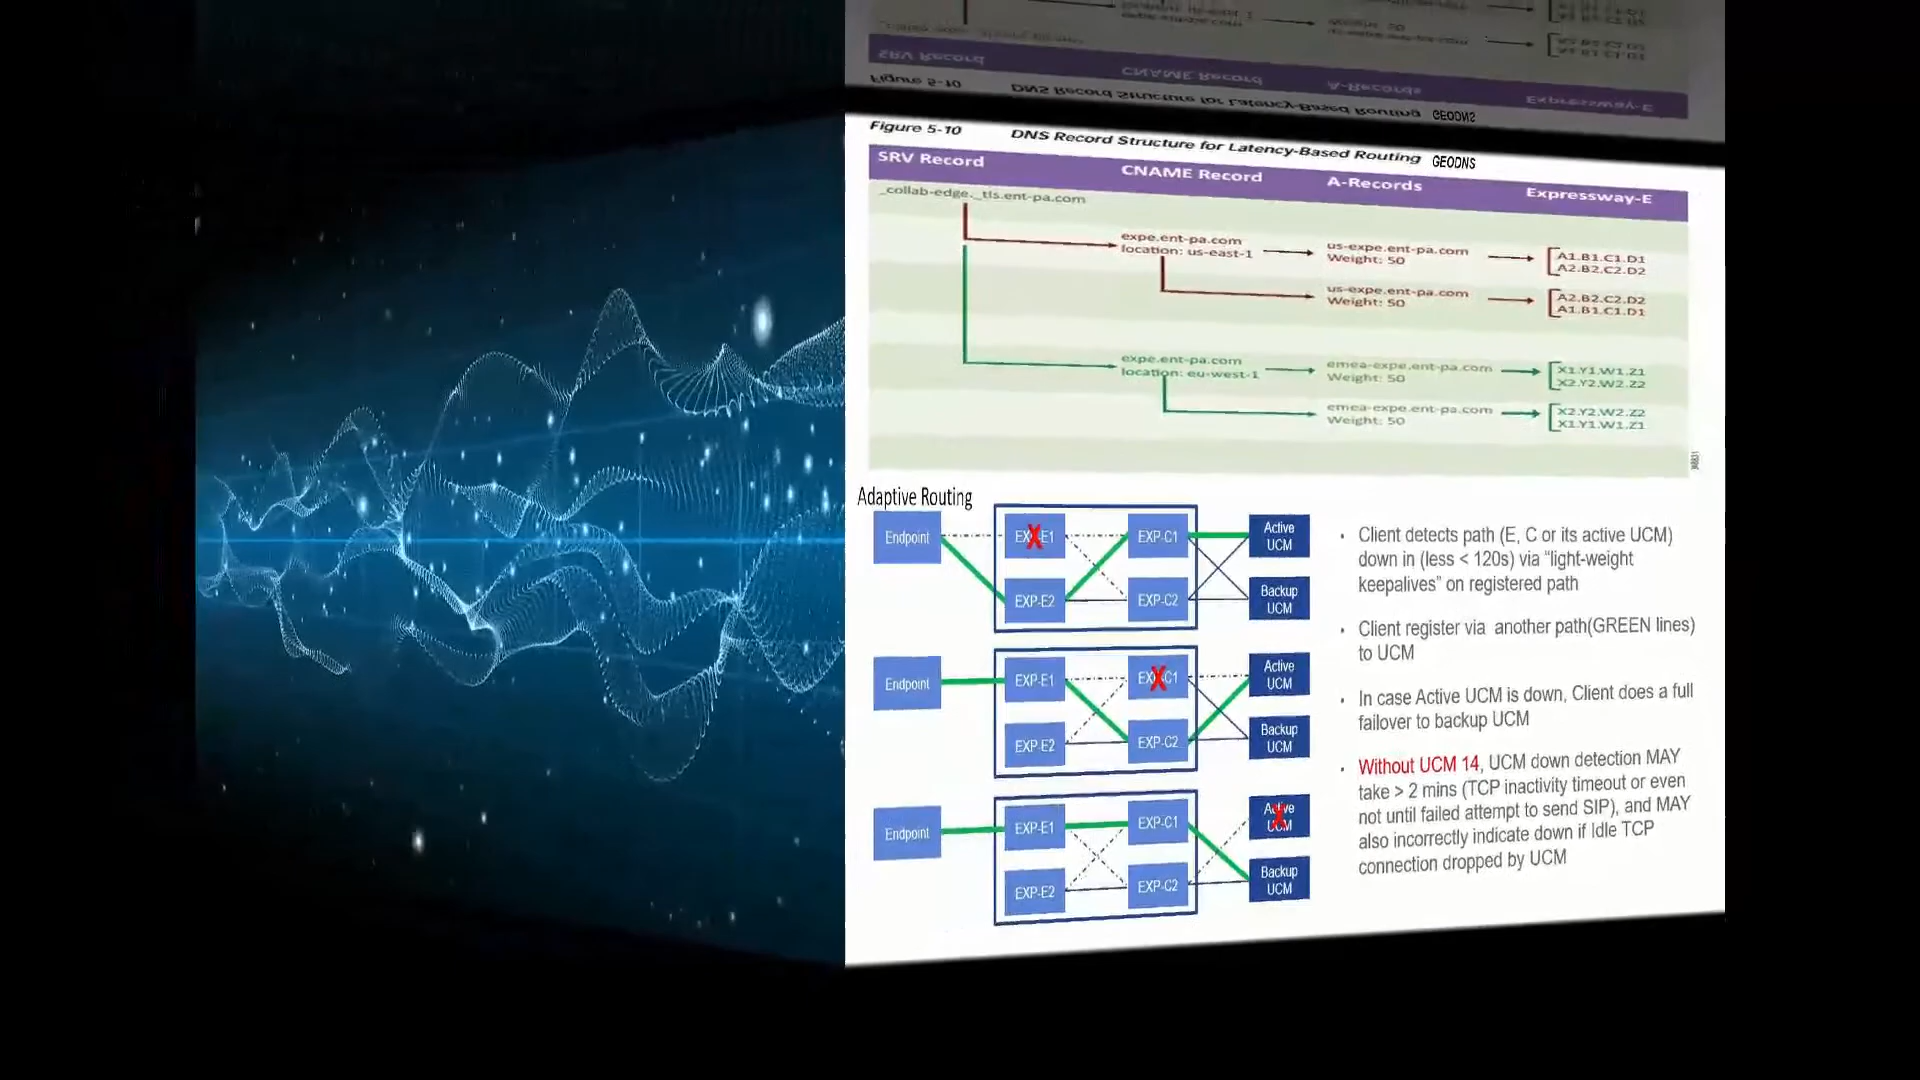 Figure 5-10 DNS Record Structure for Latency-Based Routing GEODNS
SRV Record CNAME Record A-Records Expressway-E
_collab-edge._tls.ent-pa.com
expe.ent-pa.com
location: us-east-1
us-expe.ent-pa.com
Weight: 50
A1.B1.C1.D1
A2.B2.C2.D2
us-expe.ent-pa.com
Weight: 50
A2.B2.C2.D2
A1.B1.C1.D1
expe.ent-pa.com
location: eu-west-1
emea-expe.ent-pa.com
Weight: 50
X1.Y1.W1.Z1
X2.Y2.W2.Z2
emea-expe.ent-pa.com
Weight: 50
X2.Y2.W2.Z2
X1.Y1.W1.Z1
Adaptive Routing
Endpoint
EXP-E1
X
EXP-C1
Active
UCM
EXP-E2
EXP-C2
Backup
UCM
Endpoint
EXP-E1
EXP-C1
X
Active
UCM
EXP-E2
EXP-C2
Backup
UCM
Endpoint
EXP-E1
EXP-C1
Active
UCM
X
EXP-E2
EXP-C2
Backup
UCM
• Client detects path (E, C or its active UCM)
down in (less < 120s) via “light-weight
keepalives” on registered path
• Client register via another path(GREEN lines)
to UCM
• In case Active UCM is down, Client does a full
failover to backup UCM
• Without UCM 14, UCM down detection MAY
take > 2 mins (TCP inactivity timeout or even
not until failed attempt to send SIP), and MAY
also incorrectly indicate down if Idle TCP
connection dropped by UCM